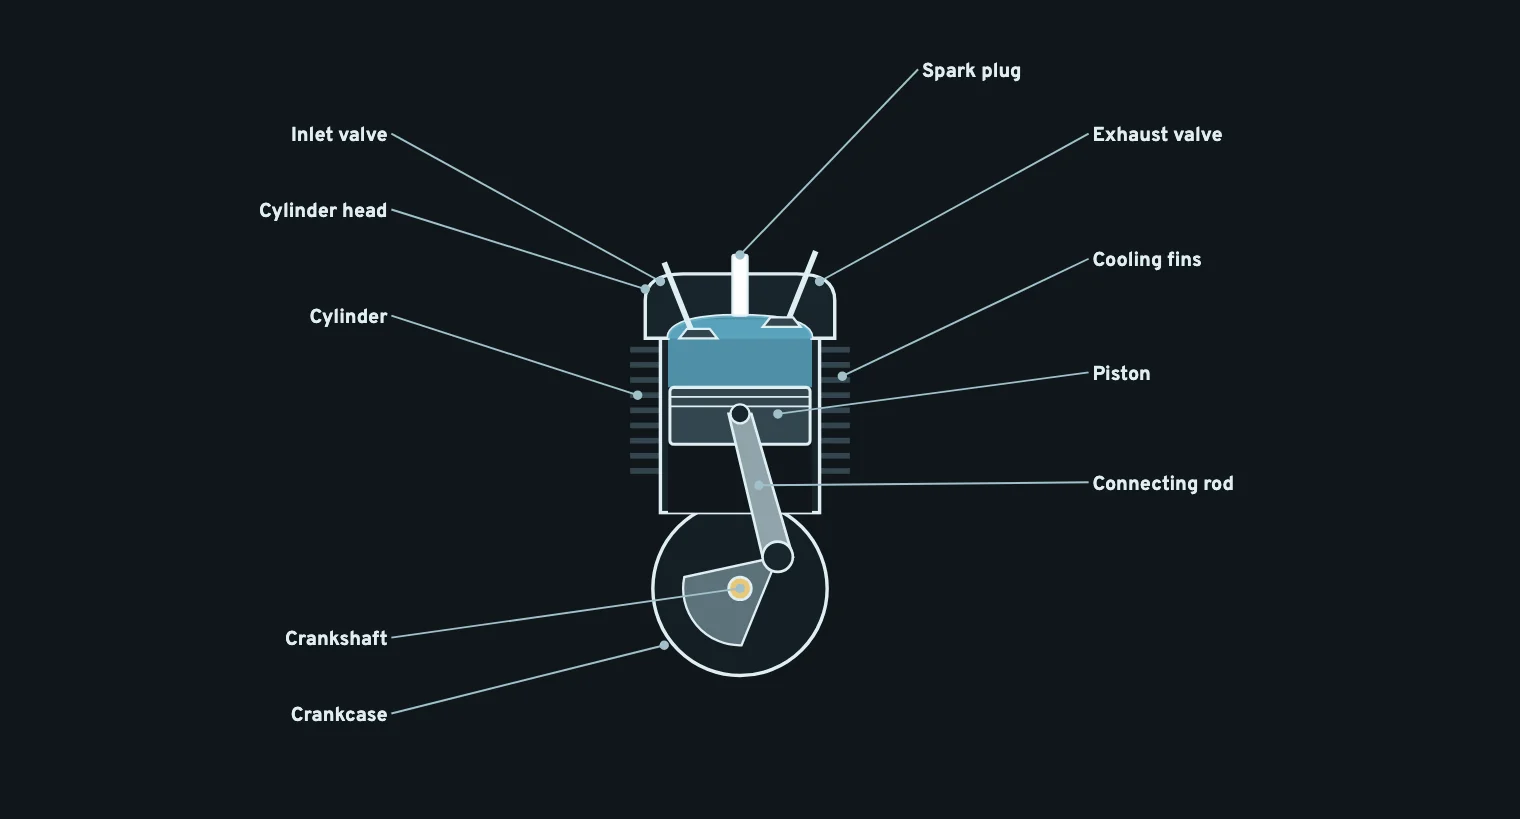 Spark plug
Inlet valve
Exhaust valve
Cylinder head
Cooling fins
Cylinder
Piston
Connecting rod
Crankshaft
Crankcase